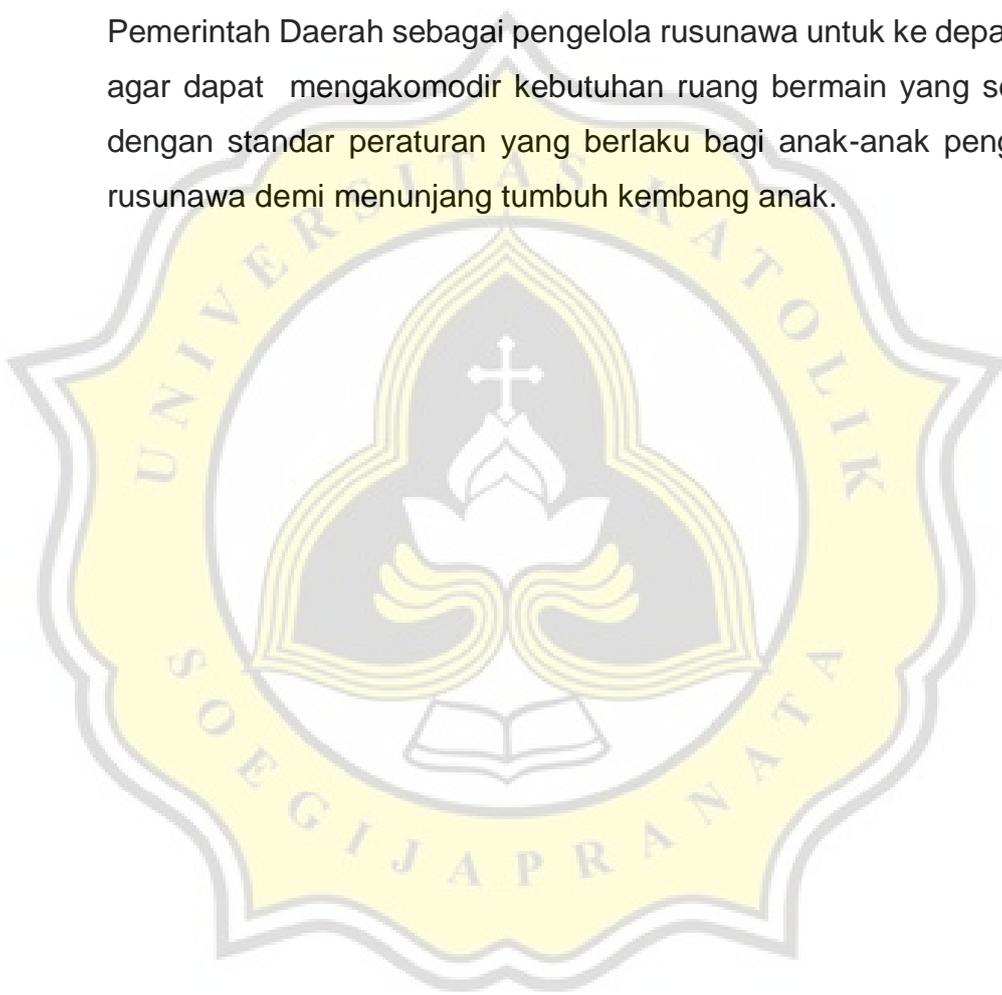 Pemerintah Daerah sebagai pengelola rusunawa untuk ke depa
agar dapat mengakomodir kebutuhan ruang bermain yang se
dengan standar peraturan yang berlaku bagi anak-anak peng
rusunawa demi menunjang tumbuh kembang anak.
UNIVERSITAS KATOLIK
SOEGIJAPRANATA